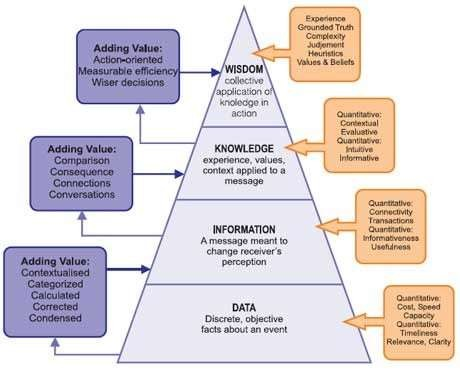 Adding Value:
Action-oriented
Measurable efficiency
Wiser decisions
WISDOM
collective
application of
knoledge in
action
Experience
Grounded Truth
Complexity
Judgement
Heuristics
Values & Beliefs
Adding Value:
Comparison
Consequence
Connections
Conversations
KNOWLEDGE
experience, values,
context applied to a
message
Quantitative:
Contextual
Evaluative
Quantitative:
Intuitive
Informative
Adding Value:
Contextualised
Categorized
Calculated
Corrected
Condensed
INFORMATION
A message meant to
change receiver's
perception
Quantitative:
Connectivity
Transactions
Quantitative:
Informativeness
Usefulness
DATA
Discrete, objective
facts about an event
Quantitative:
Cost, Speed
Capacity
Quantitative:
Timeliness
Relevance, Clarity